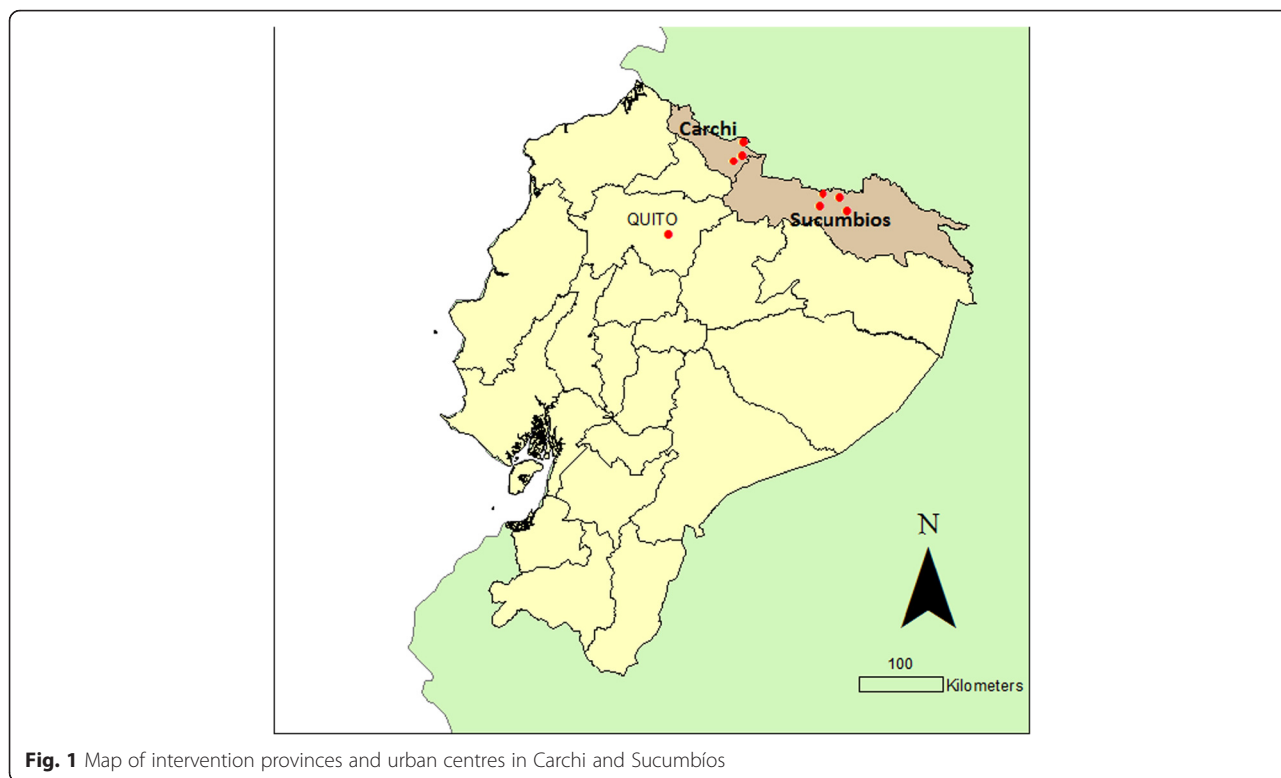 Carchi
Sucumbios
QUITO
N
100
Kilometers
Fig. 1 Map of intervention provinces and urban centres in Carchi and Sucumbíos